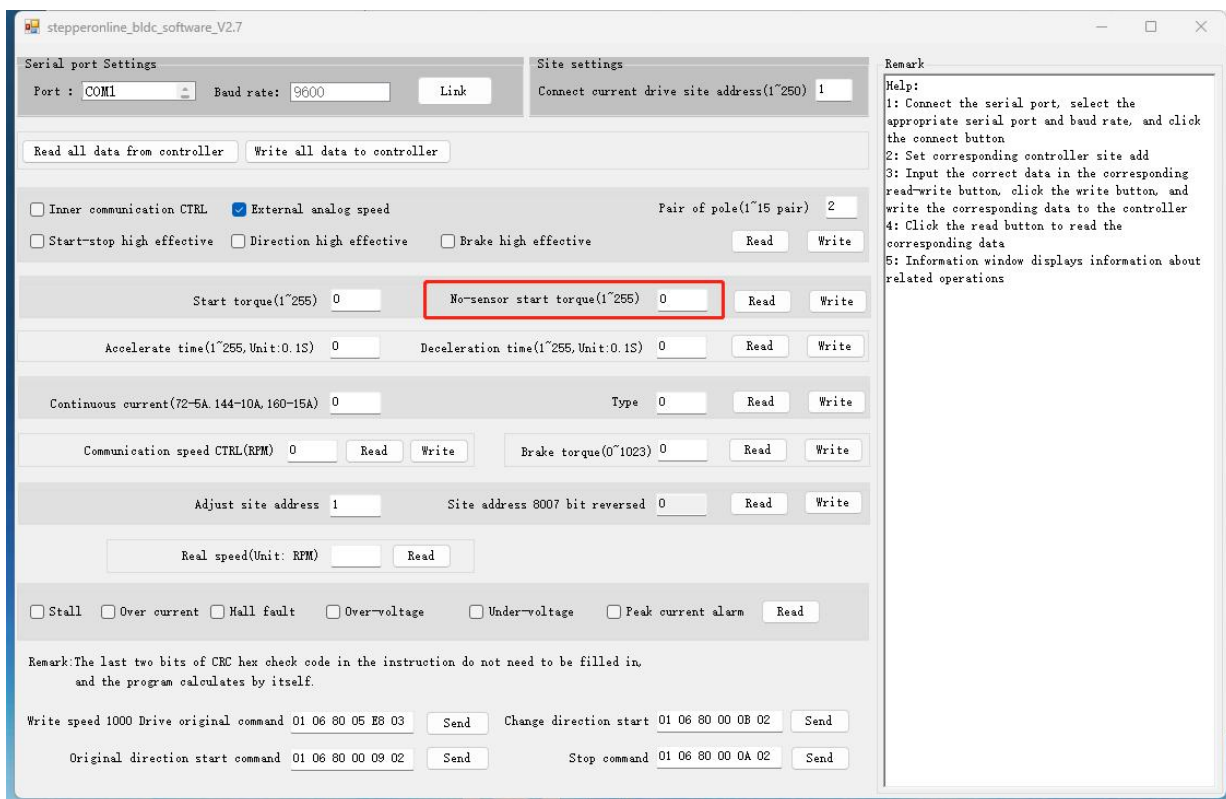 stepperonline_bldc_software_V2.7
Serial port Settings
Port : COM1 Baud rate: 9600 Link
Site settings
Connect current drive site address(1~250) 1
Read all data from controller Write all data to controller
Inner communication CTRL External analog speed Pair of pole(1~15 pair) 2
Start-stop high effective Direction high effective Brake high effective Read Write
Start torque(1~255) 0 No-sensor start torque(1~255) 0 Read Write
Accelerate time(1~255,Unit:0.1S) 0 Deceleration time(1~255,Unit:0.1S) 0 Read Write
Continuous current(72-5A.144-10A,160-15A) 0 Type 0 Read Write
Communication speed CTRL(RPM) 0 Read Write Brake torque(0~1023) 0 Read Write
Adjust site address 1 Site address 8007 bit reversed 0 Read Write
Real speed(Unit: RPM) Read
Stall Over current Hall fault Over-voltage Under-voltage Peak current alarm Read
Remark:The last two bits of CRC hex check code in the instruction do not need to be filled in,
and the program calculates by itself.
Write speed 1000 Drive original command 01 06 80 05 E8 03 Send Change direction start 01 06 80 00 0B 02 Send
Original direction start command 01 06 80 00 09 02 Send Stop command 01 06 80 00 0A 02 Send
Remark
Help:
1: Connect the serial port, select the
appropriate serial port and baud rate, and click
the connect button
2: Set corresponding controller site add
3: Input the correct data in the corresponding
read-write button, click the write button, and
write the corresponding data to the controller
4: Click the read button to read the
corresponding data
5: Information window displays information about
related operations